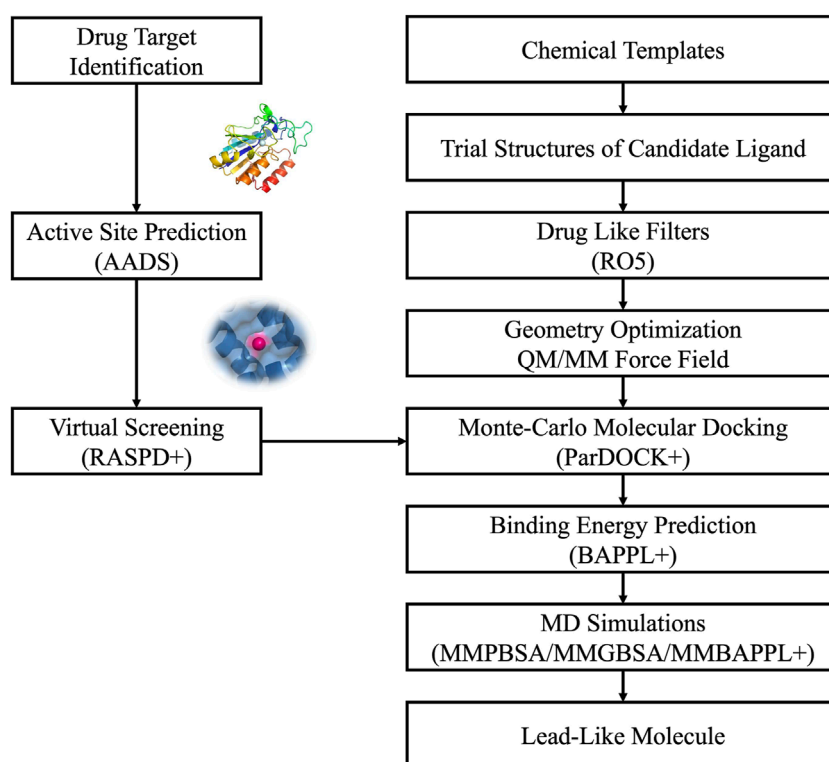 Drug Target
Identification
Active Site Prediction
(AADS)
Virtual Screening
(RASPD+)
Chemical Templates
Trial Structures of Candidate Ligand
Drug Like Filters
(RO5)
Geometry Optimization
QM/MM Force Field
Monte-Carlo Molecular Docking
(ParDOCK+)
Binding Energy Prediction
(BAPPL+)
MD Simulations
(MMPBSA/MMGBSA/MMBAPPL+)
Lead-Like Molecule